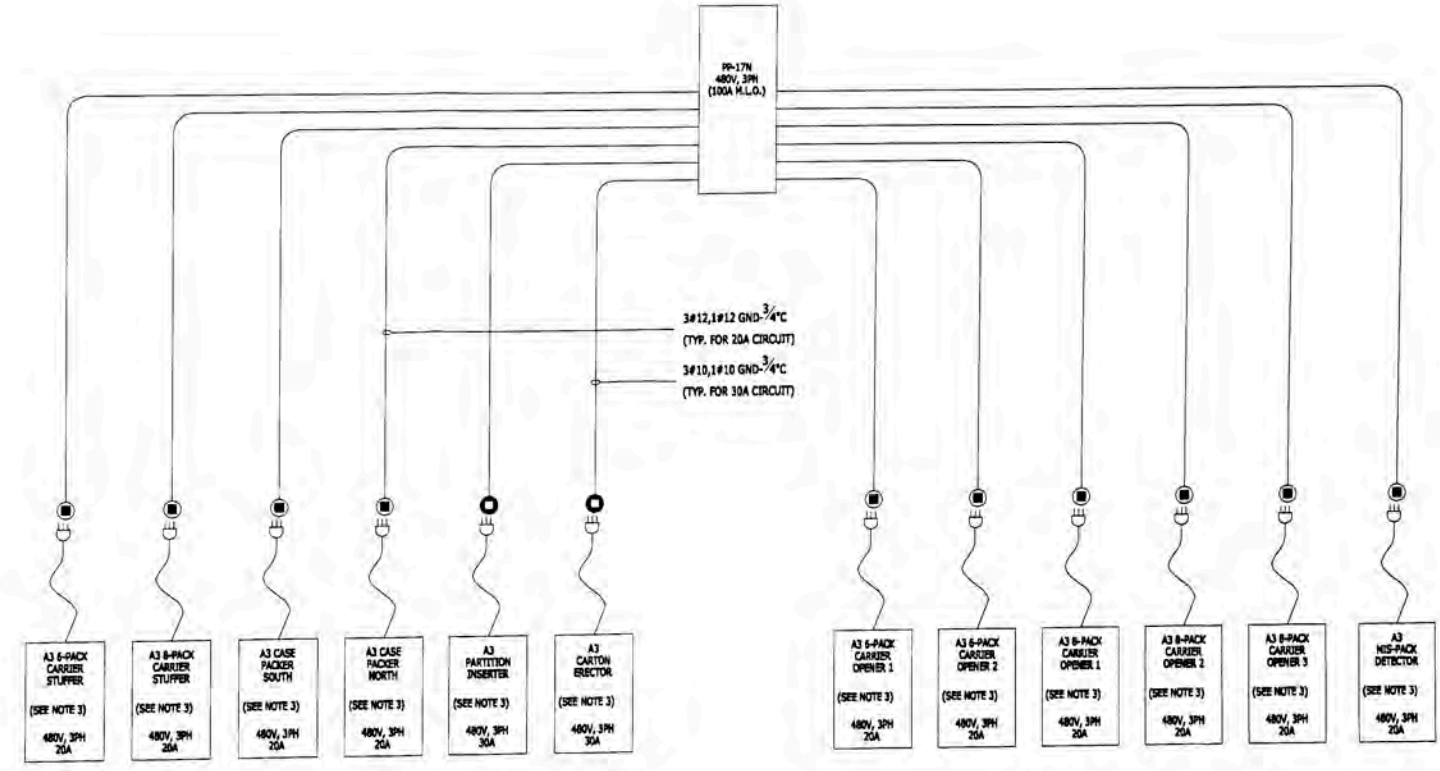 PP-17N
480V, 3PH
(100A M.L.O.)
3#12,1#12 GND-3/4"C
(TYP. FOR 20A CIRCUIT)
3#10,1#10 GND-3/4"C
(TYP. FOR 30A CIRCUIT)
A3 6-PACK
CARRIER
STUFFER
(SEE NOTE 3)
480V, 3PH
20A
A3 8-PACK
CARRIER
STUFFER
(SEE NOTE 3)
480V, 3PH
20A
A3 CASE
PACKER
SOUTH
(SEE NOTE 3)
480V, 3PH
20A
A3 CASE
PACKER
NORTH
(SEE NOTE 3)
480V, 3PH
20A
A3
PARTITION
INSERTER
(SEE NOTE 3)
480V, 3PH
30A
A3
CARTON
ERECTOR
(SEE NOTE 3)
480V, 3PH
30A
A3 6-PACK
CARRIER
OPENER 1
(SEE NOTE 3)
480V, 3PH
20A
A3 6-PACK
CARRIER
OPENER 2
(SEE NOTE 3)
480V, 3PH
20A
A3 8-PACK
CARRIER
OPENER 1
(SEE NOTE 3)
480V, 3PH
20A
A3 8-PACK
CARRIER
OPENER 2
(SEE NOTE 3)
480V, 3PH
20A
A3 8-PACK
CARRIER
OPENER 3
(SEE NOTE 3)
480V, 3PH
20A
A3
MIS-PACK
DETECTOR
(SEE NOTE 3)
480V, 3PH
20A